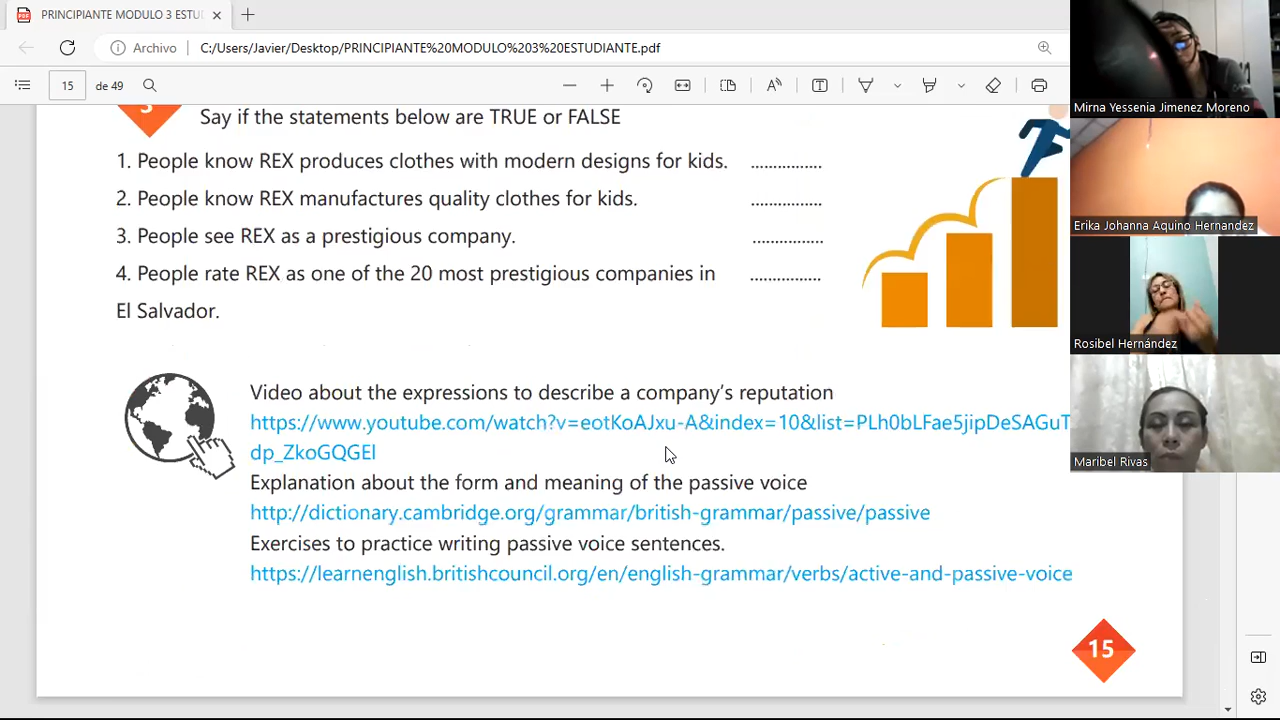 PRINCIPIANTE MODULO 3 ESTU
Archivo
C:/Users/Javier/Desktop/PRINCIPIANTE%20MODULO%203%20ESTUDIANTE.pdf
15
de 49
Say if the statements below are TRUE or FALSE
1. People know REX produces clothes with modern designs for kids. ................
2. People know REX manufactures quality clothes for kids. ................
3. People see REX as a prestigious company. ................
4. People rate REX as one of the 20 most prestigious companies in ................
El Salvador.
Video about the expressions to describe a company's reputation
https://www.youtube.com/watch?v=eotKoAJxu-A&index=10&list=PLh0bLFae5jipDeSAGuT
dp_ZkoGQGEl
Explanation about the form and meaning of the passive voice
http://dictionary.cambridge.org/grammar/british-grammar/passive/passive
Exercises to practice writing passive voice sentences.
https://learnenglish.britishcouncil.org/en/english-grammar/verbs/active-and-passive-voice
15
Mirna Yessenia Jimenez Moreno
Erika Johanna Aquino Hernandez
Rosibel Hernández
Maribel Rivas